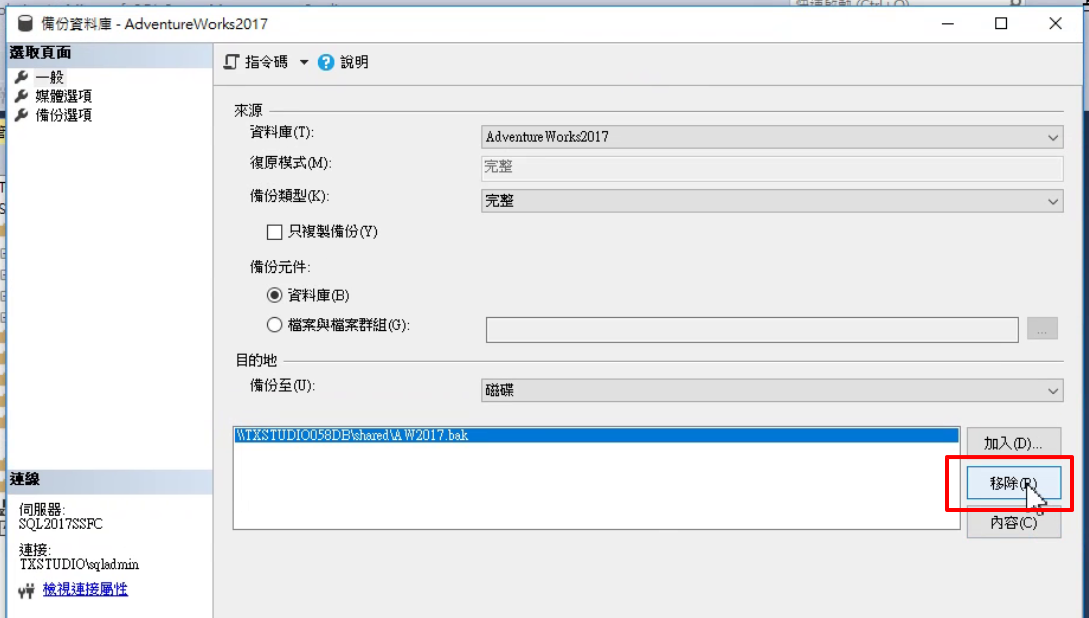 備份資料庫 - AdventureWorks2017
選取頁面
一般
媒體選項
備份選項
指令碼
說明
來源
資料庫(T):
AdventureWorks2017
復原模式(M):
完整
備份類型(K):
完整
只複製備份(Y)
備份元件:
資料庫(B)
檔案與檔案群組(G):
...
目的地
備份至(U):
磁碟
\\TXSTUDIO058DB\shared\AW2017.bak
加入(D)...
移除(R)
內容(C)
連線
伺服器:
SQL2017SSFC
連接:
TXSTUDIO\sqladmin
檢視連接屬性